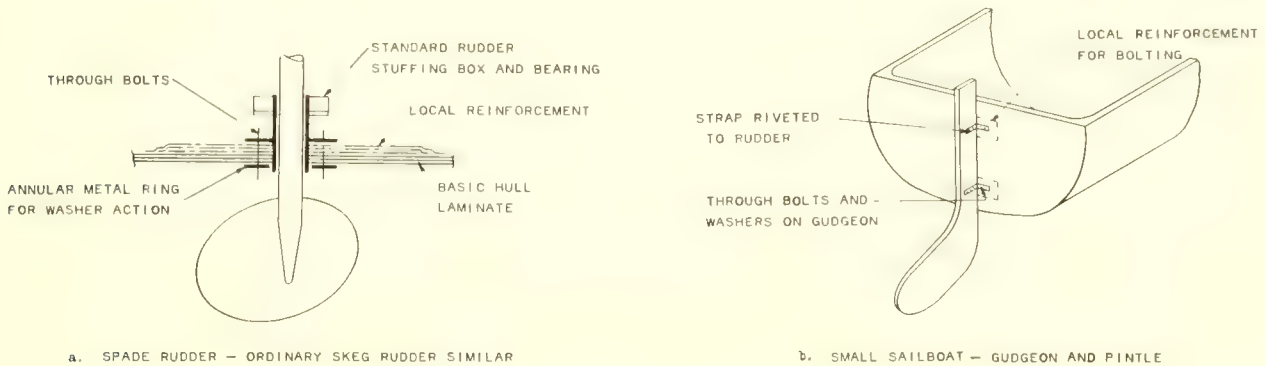 STANDARD RUDDER
STUFFING BOX AND BEARING
THROUGH BOLTS
LOCAL REINFORCEMENT
ANNULAR METAL RING
FOR WASHER ACTION
BASIC HULL
LAMINATE
a. SPADE RUDDER — ORDINARY SKEG RUDDER SIMILAR
LOCAL REINFORCEMENT
FOR BOLTING
STRAP RIVETED
TO RUDDER
THROUGH BOLTS AND -
WASHERS ON GUDGEON
b. SMALL SAILBOAT — GUDGEON AND PINTLE